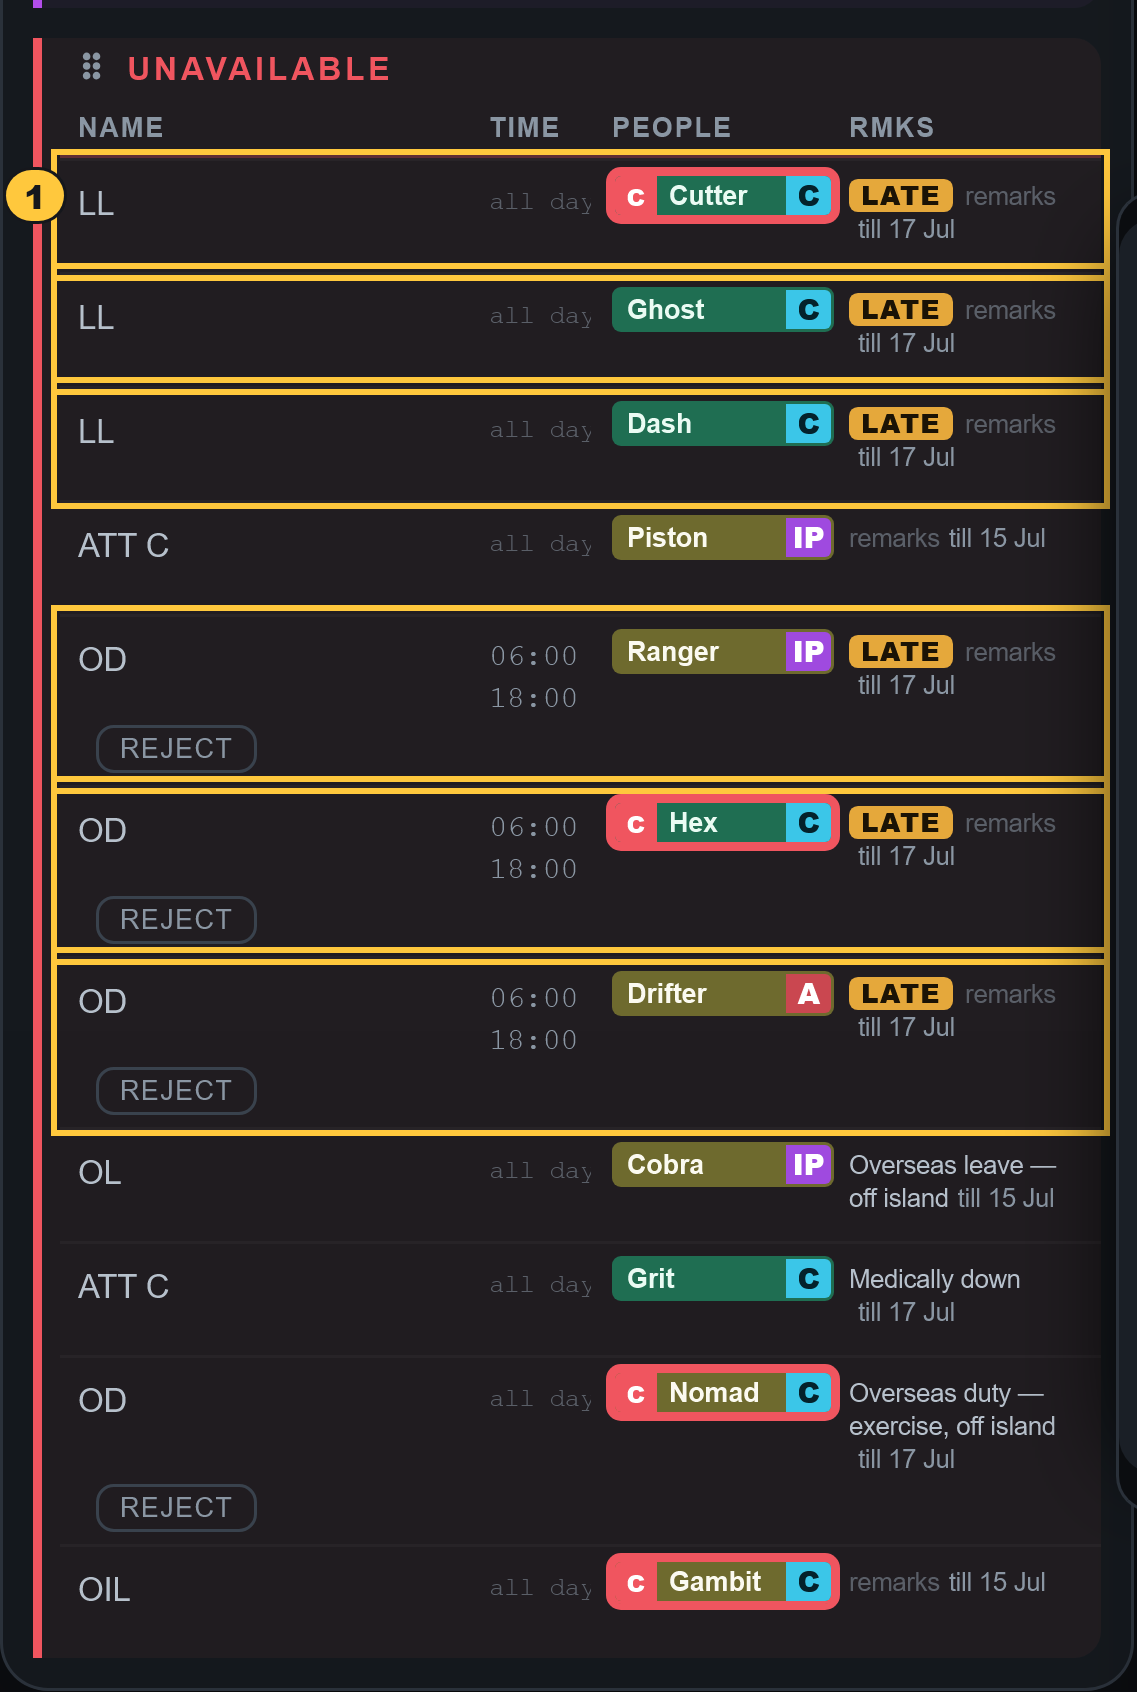 UNAVAILABLE
NAME TIME PEOPLE RMKS
1
LL all day c Cutter C LATE remarks
till 17 Jul
LL all day Ghost C LATE remarks
till 17 Jul
LL all day Dash C LATE remarks
till 17 Jul
ATT C all day Piston IP remarks till 15 Jul
OD 06:00 Ranger IP LATE remarks
18:00 till 17 Jul
REJECT
OD 06:00 c Hex C LATE remarks
18:00 till 17 Jul
REJECT
OD 06:00 Drifter A LATE remarks
18:00 till 17 Jul
REJECT
OL all day Cobra IP Overseas leave —
off island till 15 Jul
ATT C all day Grit C Medically down
till 17 Jul
OD all day c Nomad C Overseas duty —
exercise, off island
till 17 Jul
REJECT
OIL all day c Gambit C remarks till 15 Jul